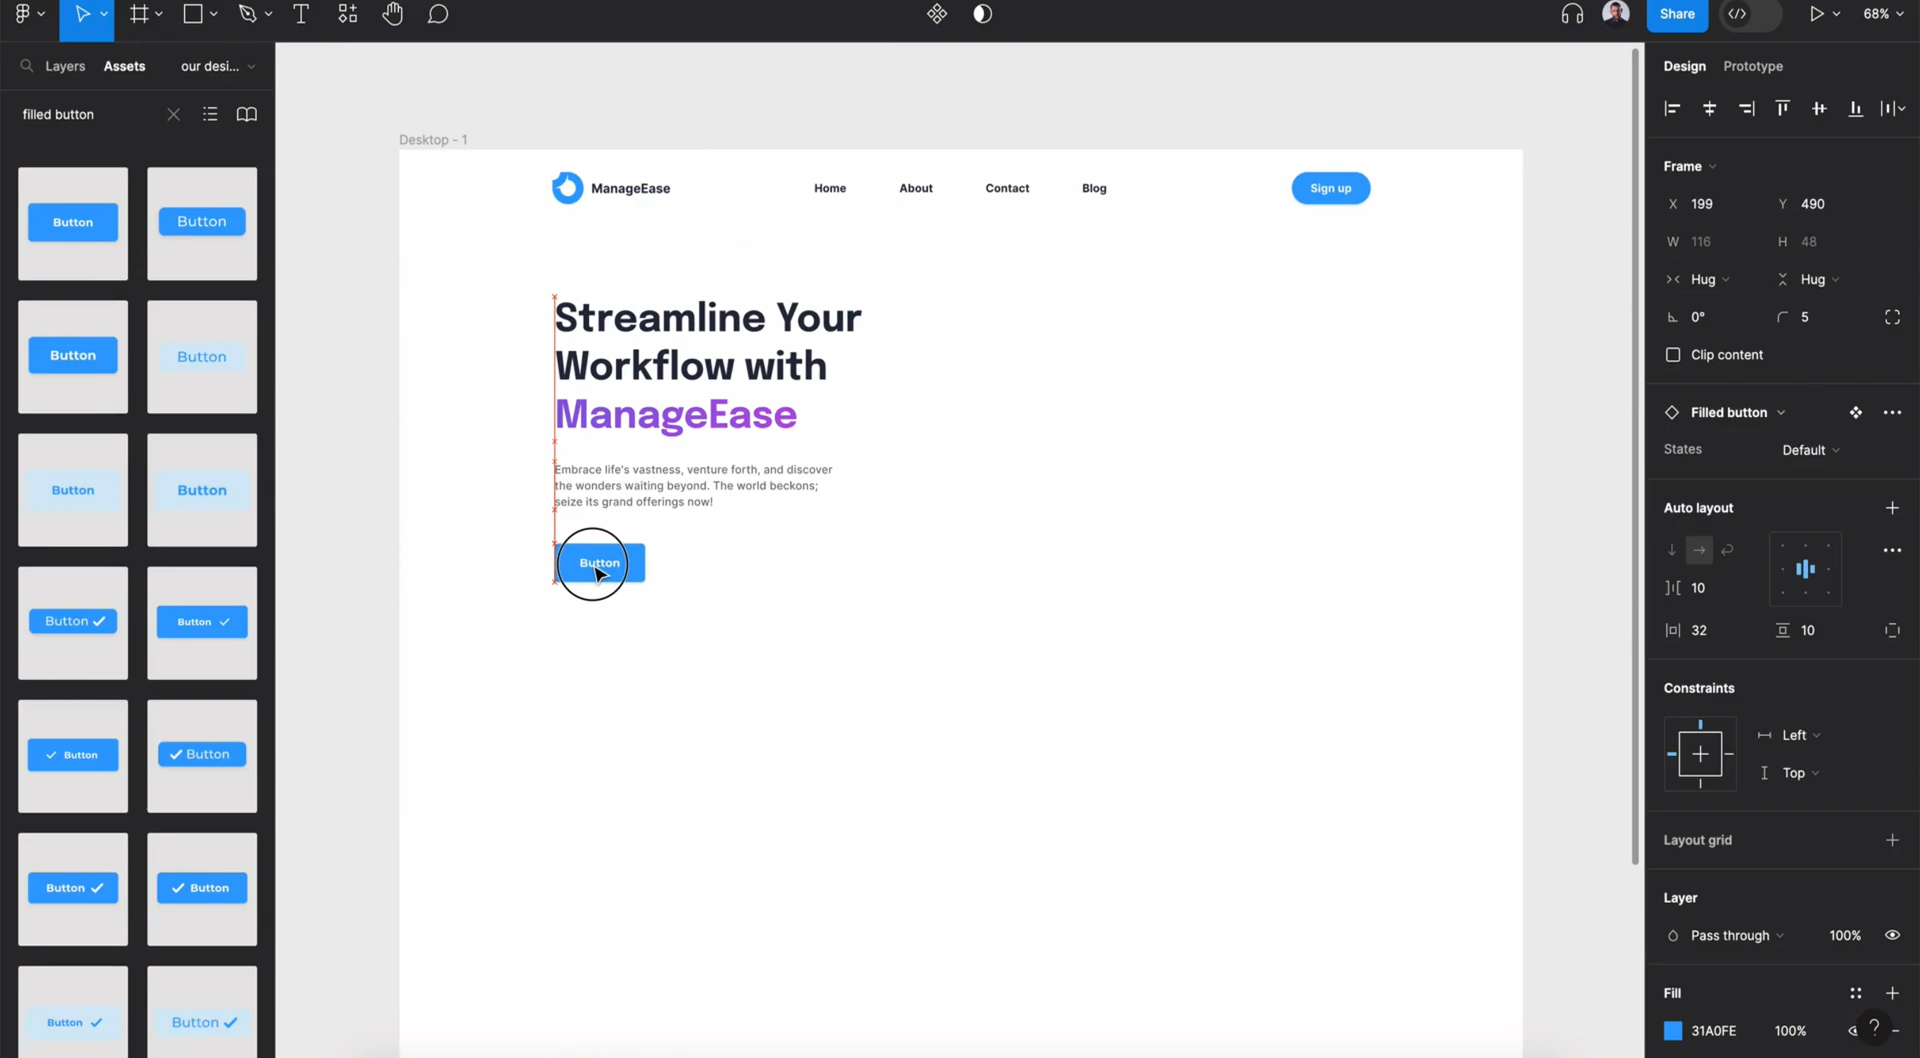 Share
68%
Layers
Assets
our desi...
filled button
Button
Button
Button
Button
Button
Button
Button
Button
Button
Button
Button
Button
Button
Button
Desktop - 1
ManageEase
Home
About
Contact
Blog
Sign up
Streamline Your
Workflow with
ManageEase
Embrace life's vastness, venture forth, and discover
the wonders waiting beyond. The world beckons;
seize its grand offerings now!
Button
Design
Prototype
Frame
X 199
Y 490
W 116
H 48
Hug
Hug
0°
5
Clip content
Filled button
States
Default
Auto layout
10
32
10
Constraints
Left
Top
Layout grid
Layer
Pass through
100%
Fill
31A0FE
100%
?